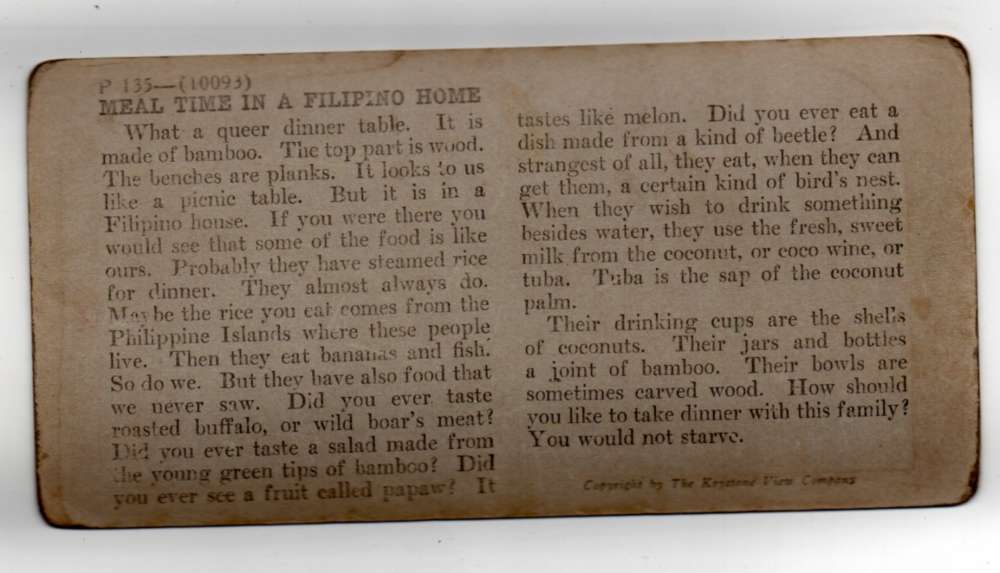 P 135—(10093)
MEAL TIME IN A FILIPINO HOME
What a queer dinner table. It is
made of bamboo. The top part is wood.
The benches are planks. It looks to us
like a picnic table. But it is in a
Filipino house. If you were there you
would see that some of the food is like
ours. Probably they have steamed rice
for dinner. They almost always do.
Maybe the rice you eat comes from the
Philippine Islands where these people
live. Then they eat bananas and fish.
So do we. But they have also food that
we never saw. Did you ever taste
roasted buffalo, or wild boar's meat?
Did you ever taste a salad made from
the young green tips of bamboo? Did
you ever see a fruit called papaw? It
tastes like melon. Did you ever eat a
dish made from a kind of beetle? And
strangest of all, they eat, when they can
get them, a certain kind of bird's nest.
When they wish to drink something
besides water, they use the fresh, sweet
milk from the coconut, or coco wine, or
tuba. Tuba is the sap of the coconut
palm.
Their drinking cups are the shells
of coconuts. Their jars and bottles
a joint of bamboo. Their bowls are
sometimes carved wood. How should
you like to take dinner with this family?
You would not starve.
Copyright by The Keystone View Company